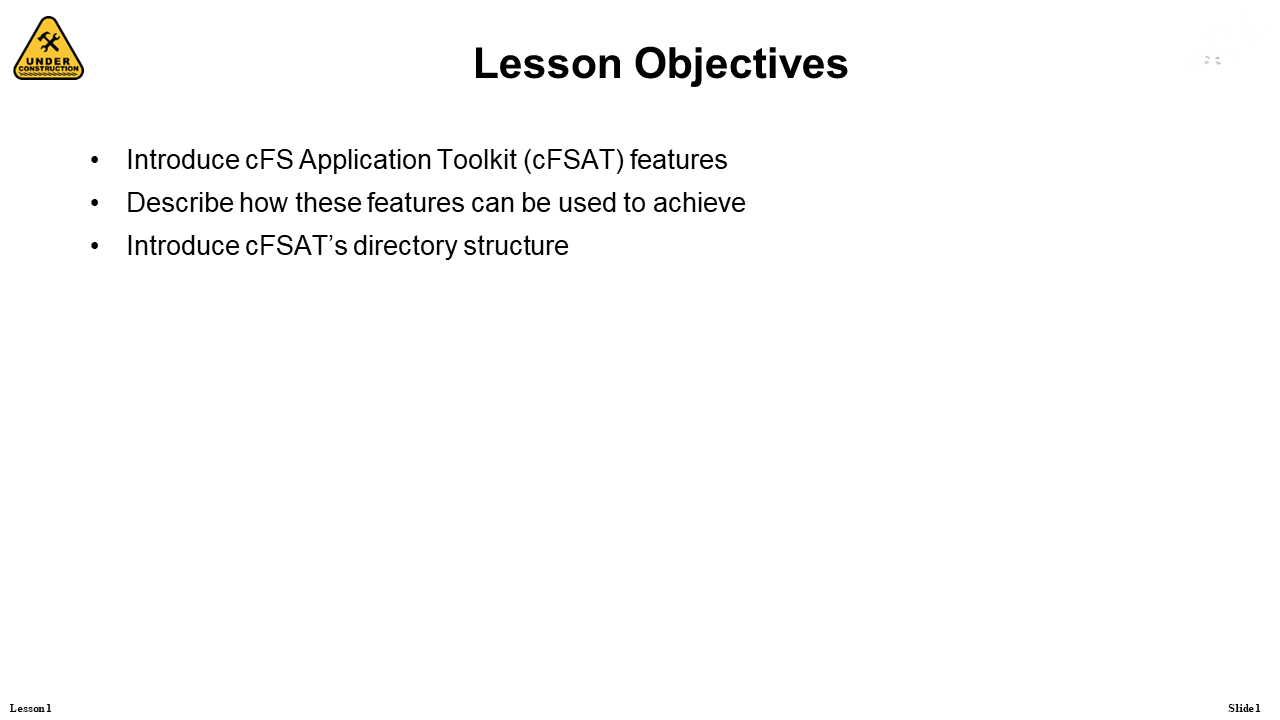 UNDER
CONSTRUCTION
Lesson Objectives
• Introduce cFS Application Toolkit (cFSAT) features
• Describe how these features can be used to achieve
• Introduce cFSAT’s directory structure
Lesson 1
Slide 1